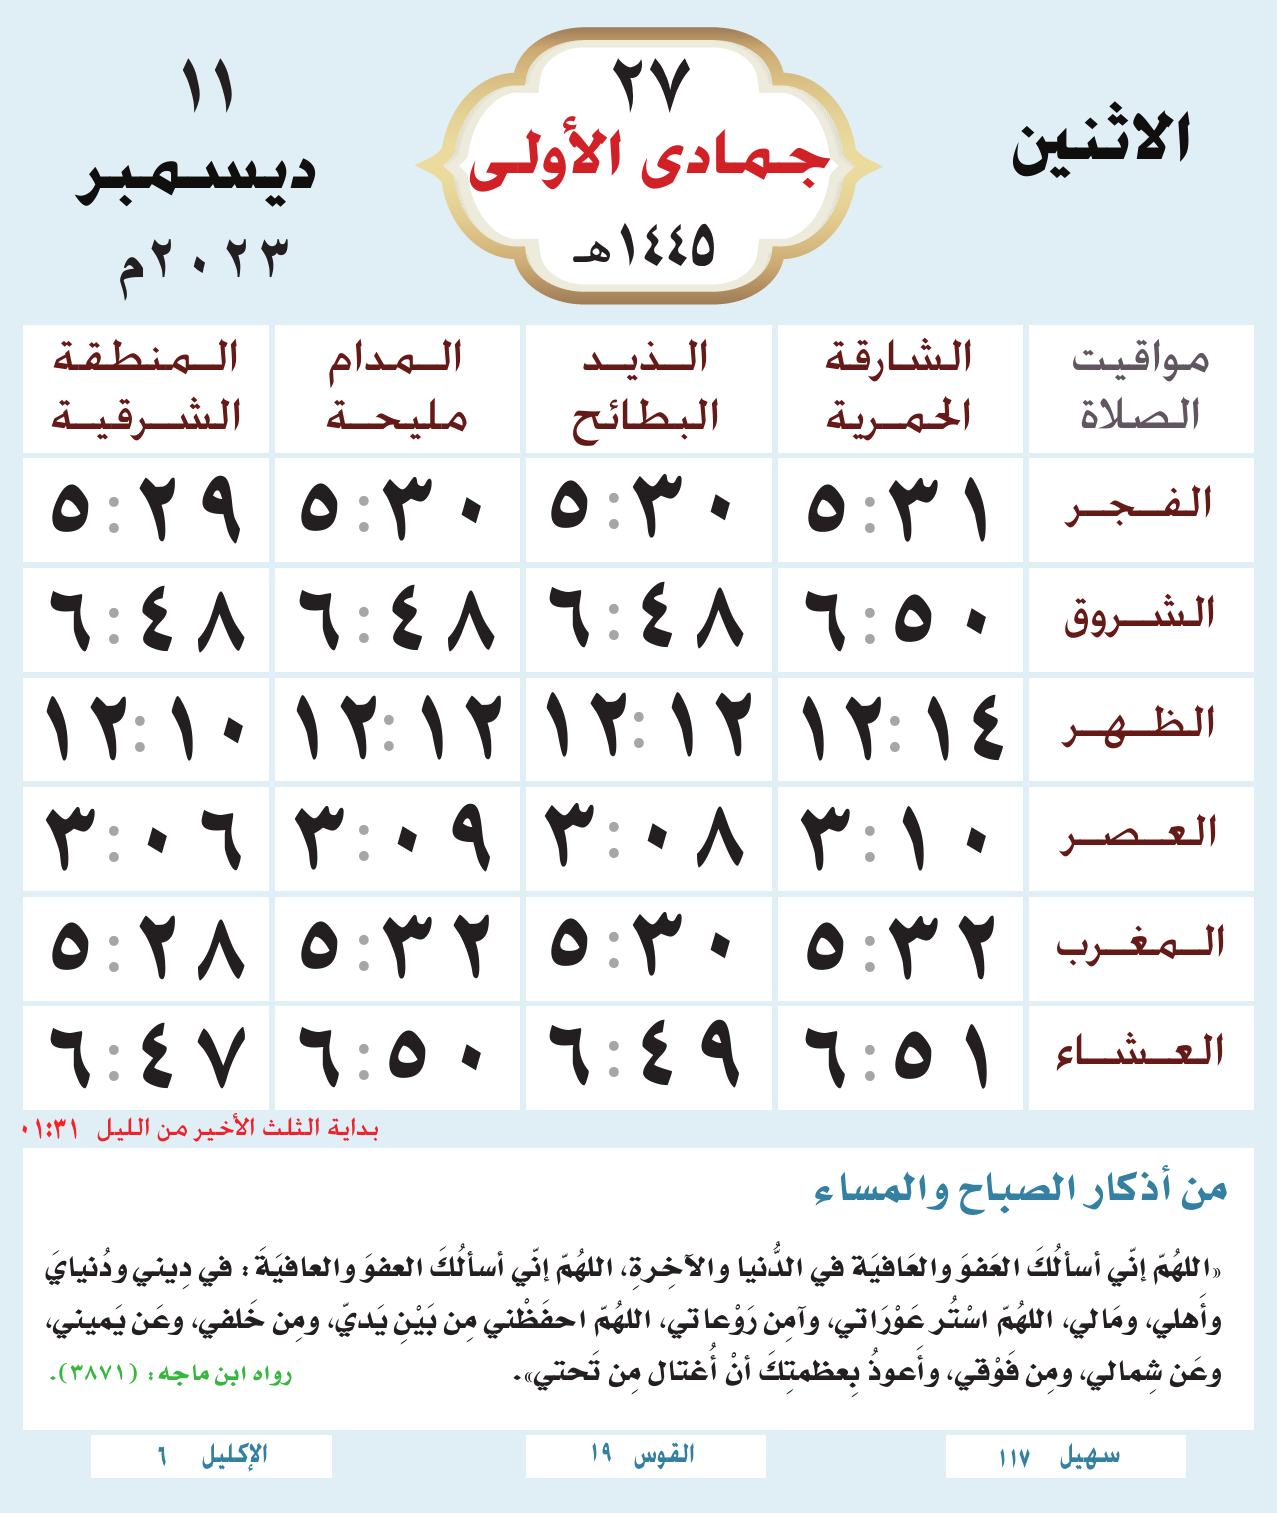 الاثنين
٢٧
جمادى الأولى
١٤٤٥هـ
١١
ديسمبر
٢٠٢٣م
مواقيت الصلاة
الشارقة الحمرية
الذيد البطائح
المدام مليحة
المنطقة الشرقية
الفجر ٥:٣١ ٥:٣٠ ٥:٣٠ ٥:٢٩
الشروق ٦:٥٠ ٦:٤٨ ٦:٤٨ ٦:٤٨
الظهر ١٢:١٤ ١٢:١٢ ١٢:١٢ ١٢:١٠
العصر ٣:١٠ ٣:٠٨ ٣:٠٩ ٣:٠٦
المغرب ٥:٣٢ ٥:٣٠ ٥:٣٢ ٥:٢٨
العشاء ٦:٥١ ٦:٤٩ ٦:٥٠ ٦:٤٧
بداية الثلث الأخير من الليل ٠١:٣١
من أذكار الصباح والمساء
«اللهُمّ إنّي أسألُكَ العَفوَ والعَافيَة في الدُّنيا والآخِرةِ، اللهُمّ إنّي أسألُكَ العفوَ والعافيَةَ: في دِيني ودُنيايَ
وأَهلي، ومَالي، اللهُمّ اسْتُر عَوْرَاتي، وآمِن رَوْعاتي، اللهُمّ احفَظْني مِن بَيْنِ يَديّ، ومِن خَلفي، وعَن يَميني،
وعَن شِمالي، ومِن فَوْقي، وأَعوذُ بِعظمتِكَ أنْ أُغتال مِن تَحتي». رواه ابن ماجه: (٣٨٧١).
سهيل ١١٧
القوس ١٩
الإكليل ٦